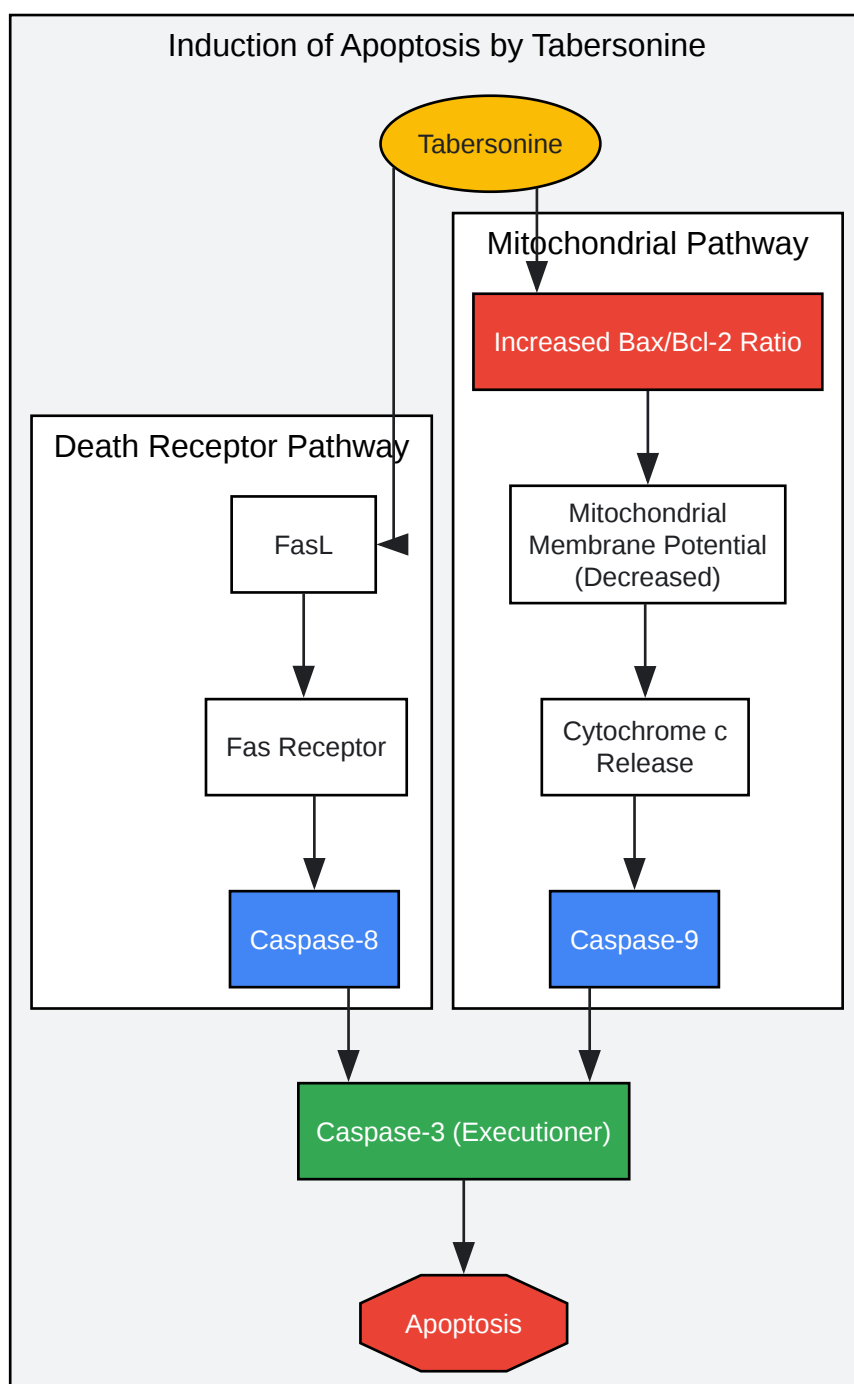 Induction of Apoptosis by Tabersonine
Tabersonine
Mitochondrial Pathway
Increased Bax/Bcl-2 Ratio
Mitochondrial
Membrane Potential
(Decreased)
Cytochrome c
Release
Caspase-9
Death Receptor Pathway
FasL
Fas Receptor
Caspase-8
Caspase-3 (Executioner)
Apoptosis